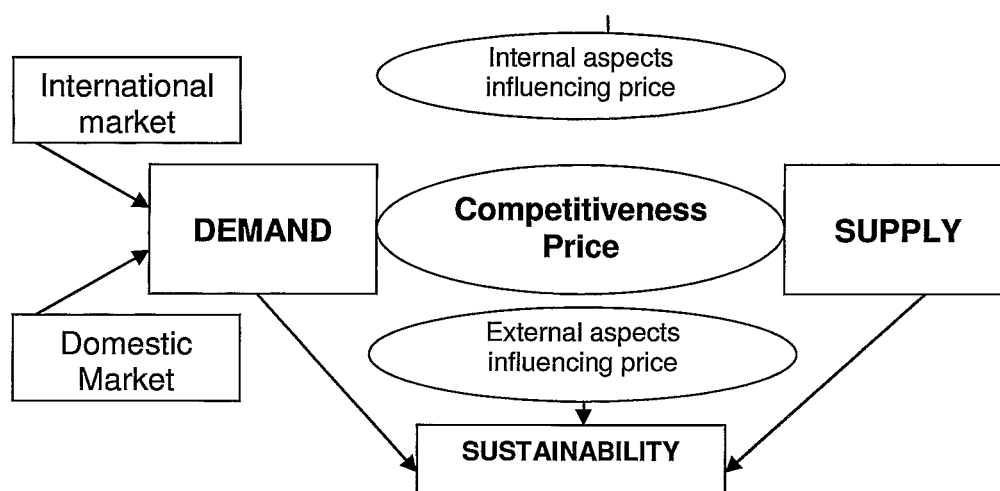 Internal aspects
influencing price
International
market
DEMAND
Competitiveness
Price
SUPPLY
External aspects
influencing price
Domestic
Market
SUSTAINABILITY